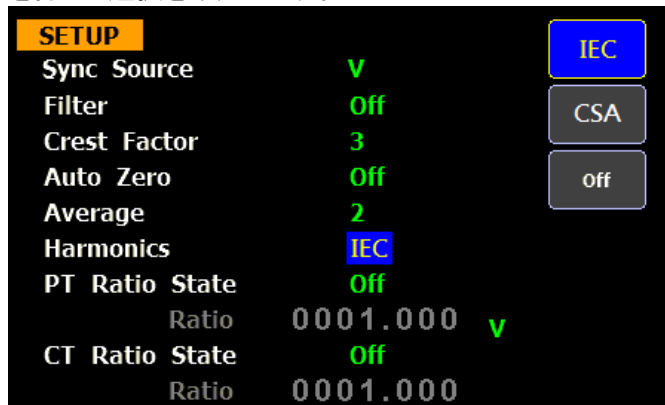 SETUP
Sync Source V
Filter Off
Crest Factor 3
Auto Zero Off
Average 2
Harmonics IEC
PT Ratio State Off
Ratio 0001.000 V
CT Ratio State Off
Ratio 0001.000
IEC
CSA
Off